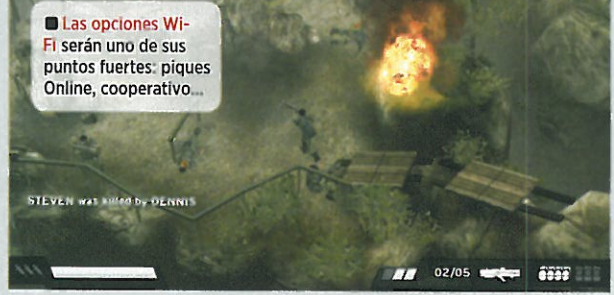 Las opciones Wi-
Fi serán uno de sus
puntos fuertes: piques
Online, cooperativo...
STEVEN was killed by DENNIS
02/05